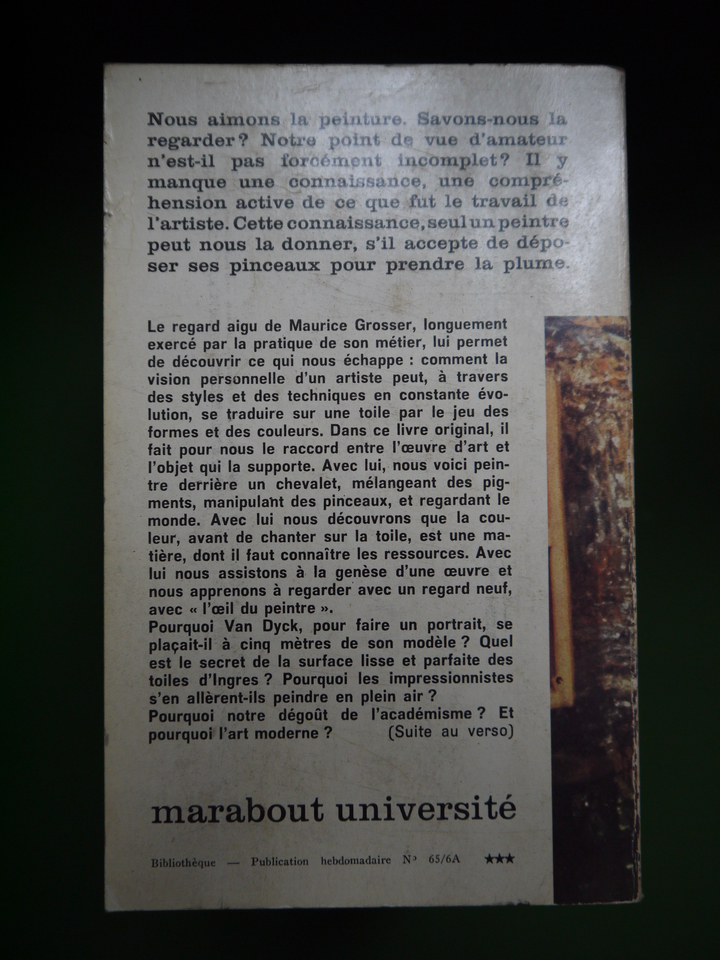 Nous aimons la peinture. Savons-nous la
regarder? Notre point de vue d'amateur
n'est-il pas forcément incomplet? Il y
manque une connaissance, une compré-
hension active de ce que fut le travail de
l'artiste. Cette connaissance, seul un peintre
peut nous la donner, s'il accepte de dépo-
ser ses pinceaux pour prendre la plume.
Le regard aigu de Maurice Grosser, longuement
exercé par la pratique de son métier, lui permet
de découvrir ce qui nous échappe : comment la
vision personnelle d'un artiste peut, à travers
des styles et des techniques en constante évo-
lution, se traduire sur une toile par le jeu des
formes et des couleurs. Dans ce livre original, il
fait pour nous le raccord entre l'œuvre d'art et
l'objet qui la supporte. Avec lui, nous voici pein-
tre derrière un chevalet, mélangeant des pig-
ments, manipulant des pinceaux, et regardant le
monde. Avec lui nous découvrons que la cou-
leur, avant de chanter sur la toile, est une ma-
tière, dont il faut connaître les ressources. Avec
lui nous assistons à la genèse d'une œuvre et
nous apprenons à regarder avec un regard neuf,
avec « l'œil du peintre ».
Pourquoi Van Dyck, pour faire un portrait, se
plaçait-il à cinq mètres de son modèle ? Quel
est le secret de la surface lisse et parfaite des
toiles d'Ingres ? Pourquoi les impressionnistes
s'en allèrent-ils peindre en plein air ?
Pourquoi notre dégoût de l'académisme ? Et
pourquoi l'art moderne ? (Suite au verso)
marabout université
Bibliothèque — Publication hebdomadaire N° 65/6A ★★★